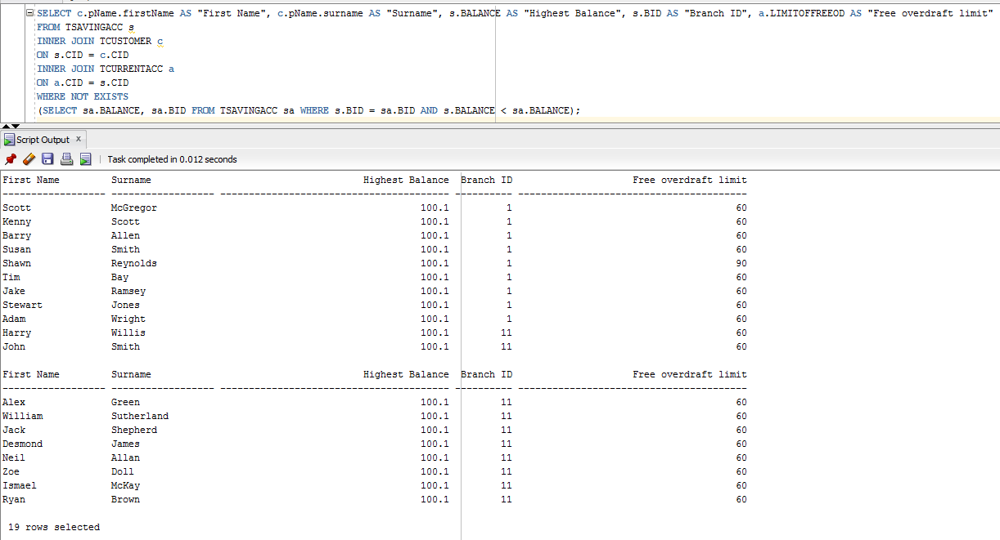 SELECT c.pName.firstName AS "First Name", c.pName.surname AS "Surname", s.BALANCE AS "Highest Balance", s.BID AS "Branch ID", a.LIMITOFFREEOD AS "Free overdraft limit"
FROM TSAVINGACC s
INNER JOIN TCUSTOMER c
ON s.CID = c.CID
INNER JOIN TCURRENTACC a
ON a.CID = s.CID
WHERE NOT EXISTS
(SELECT sa.BALANCE, sa.BID FROM TSAVINGACC sa WHERE s.BID = sa.BID AND s.BALANCE < sa.BALANCE);
Script Output x
Task completed in 0.012 seconds
First Name Surname Highest Balance Branch ID Free overdraft limit
Scott McGregor 100.1 1 60
Kenny Scott 100.1 1 60
Barry Allen 100.1 1 60
Susan Smith 100.1 1 60
Shawn Reynolds 100.1 1 90
Tim Bay 100.1 1 60
Jake Ramsey 100.1 1 60
Stewart Jones 100.1 1 60
Adam Wright 100.1 1 60
Harry Willis 100.1 11 60
John Smith 100.1 11 60
First Name Surname Highest Balance Branch ID Free overdraft limit
Alex Green 100.1 11 60
William Sutherland 100.1 11 60
Jack Shepherd 100.1 11 60
Desmond James 100.1 11 60
Neil Allan 100.1 11 60
Zoe Doll 100.1 11 60
Ismael McKay 100.1 11 60
Ryan Brown 100.1 11 60
19 rows selected